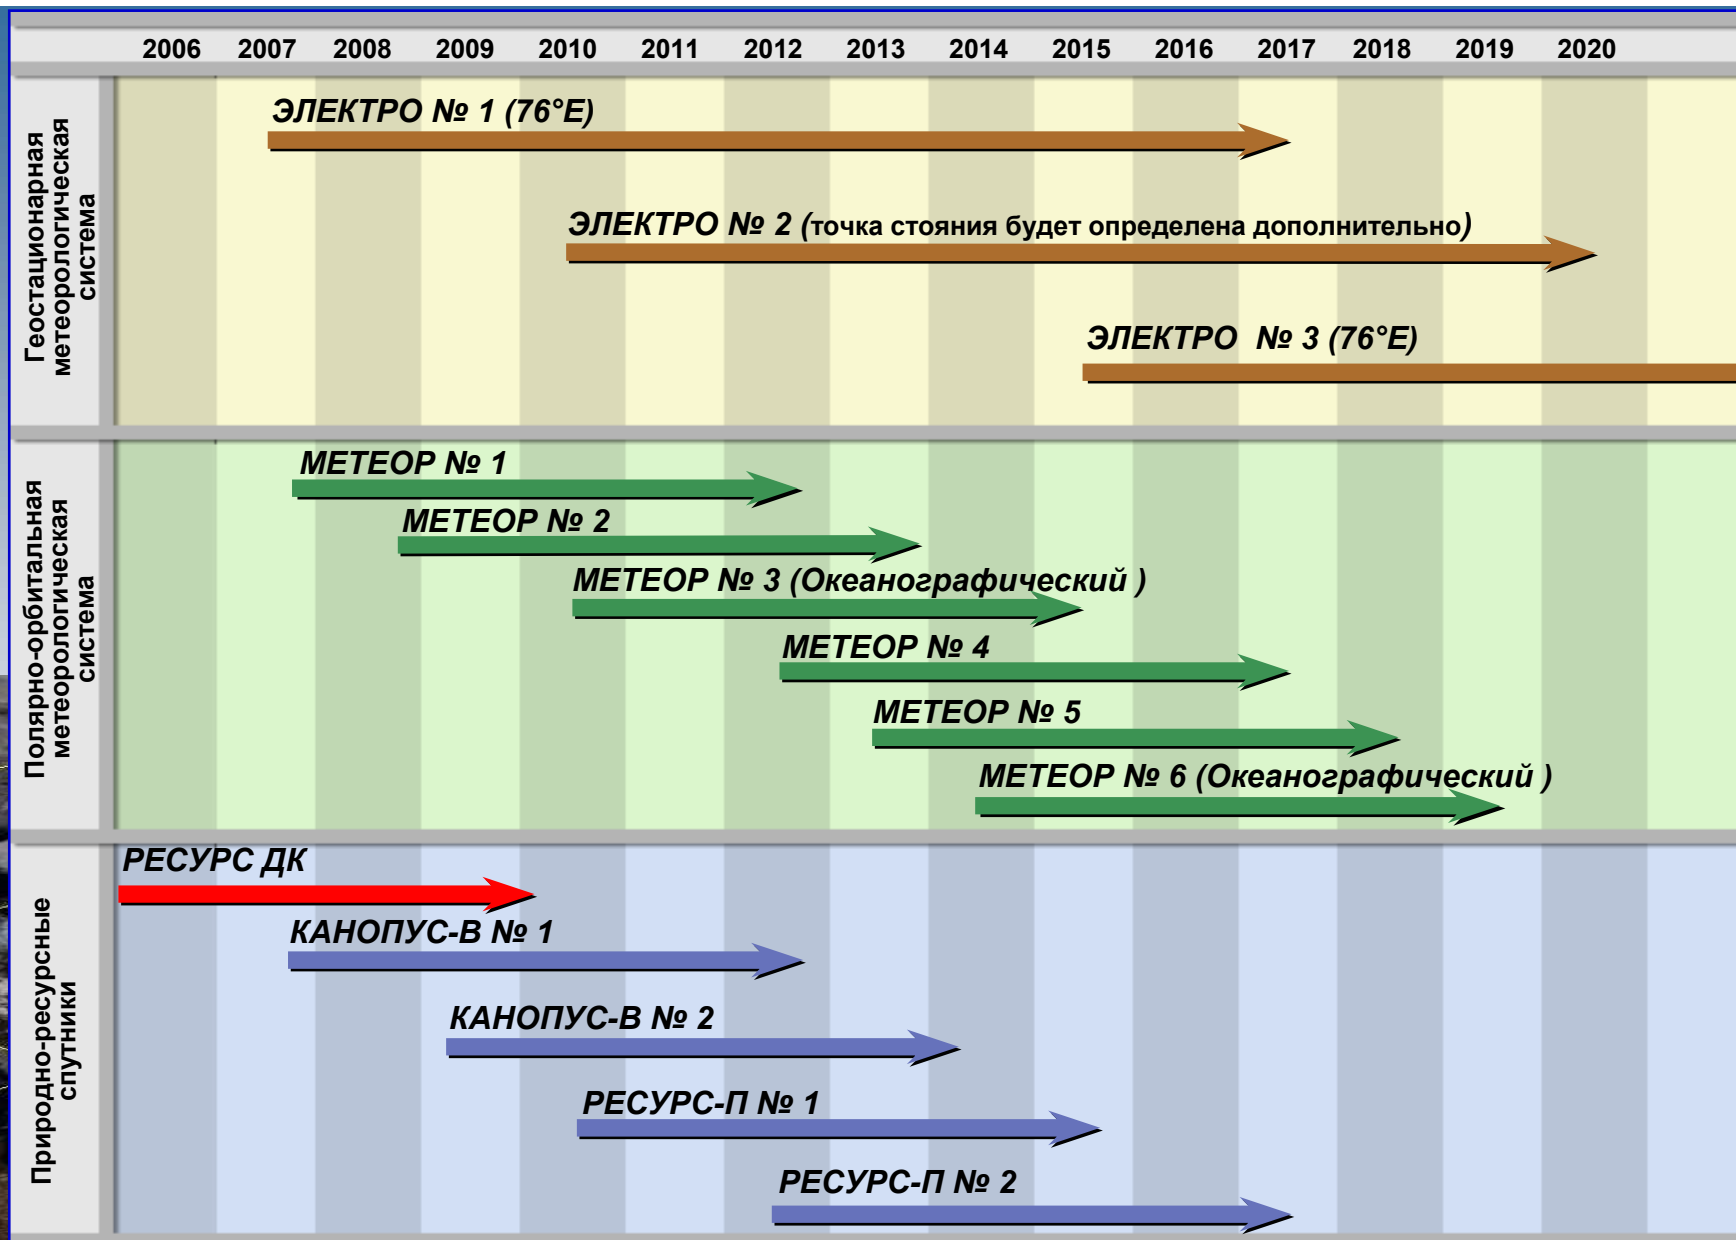 2006 2007 2008 2009 2010 2011 2012 2013 2014 2015 2016 2017 2018 2019 2020
Геостационарная
метеорологическая
система
ЭЛЕКТРО № 1 (76°E)
ЭЛЕКТРО № 2 (точка стояния будет определена дополнительно)
ЭЛЕКТРО № 3 (76°E)
Полярно-орбитальная
метеорологическая
система
МЕТЕОР № 1
МЕТЕОР № 2
МЕТЕОР № 3 (Океанографический )
МЕТЕОР № 4
МЕТЕОР № 5
МЕТЕОР № 6 (Океанографический )
Природно-ресурсные
спутники
РЕСУРС ДК
КАНОПУС-В № 1
КАНОПУС-В № 2
РЕСУРС-П № 1
РЕСУРС-П № 2